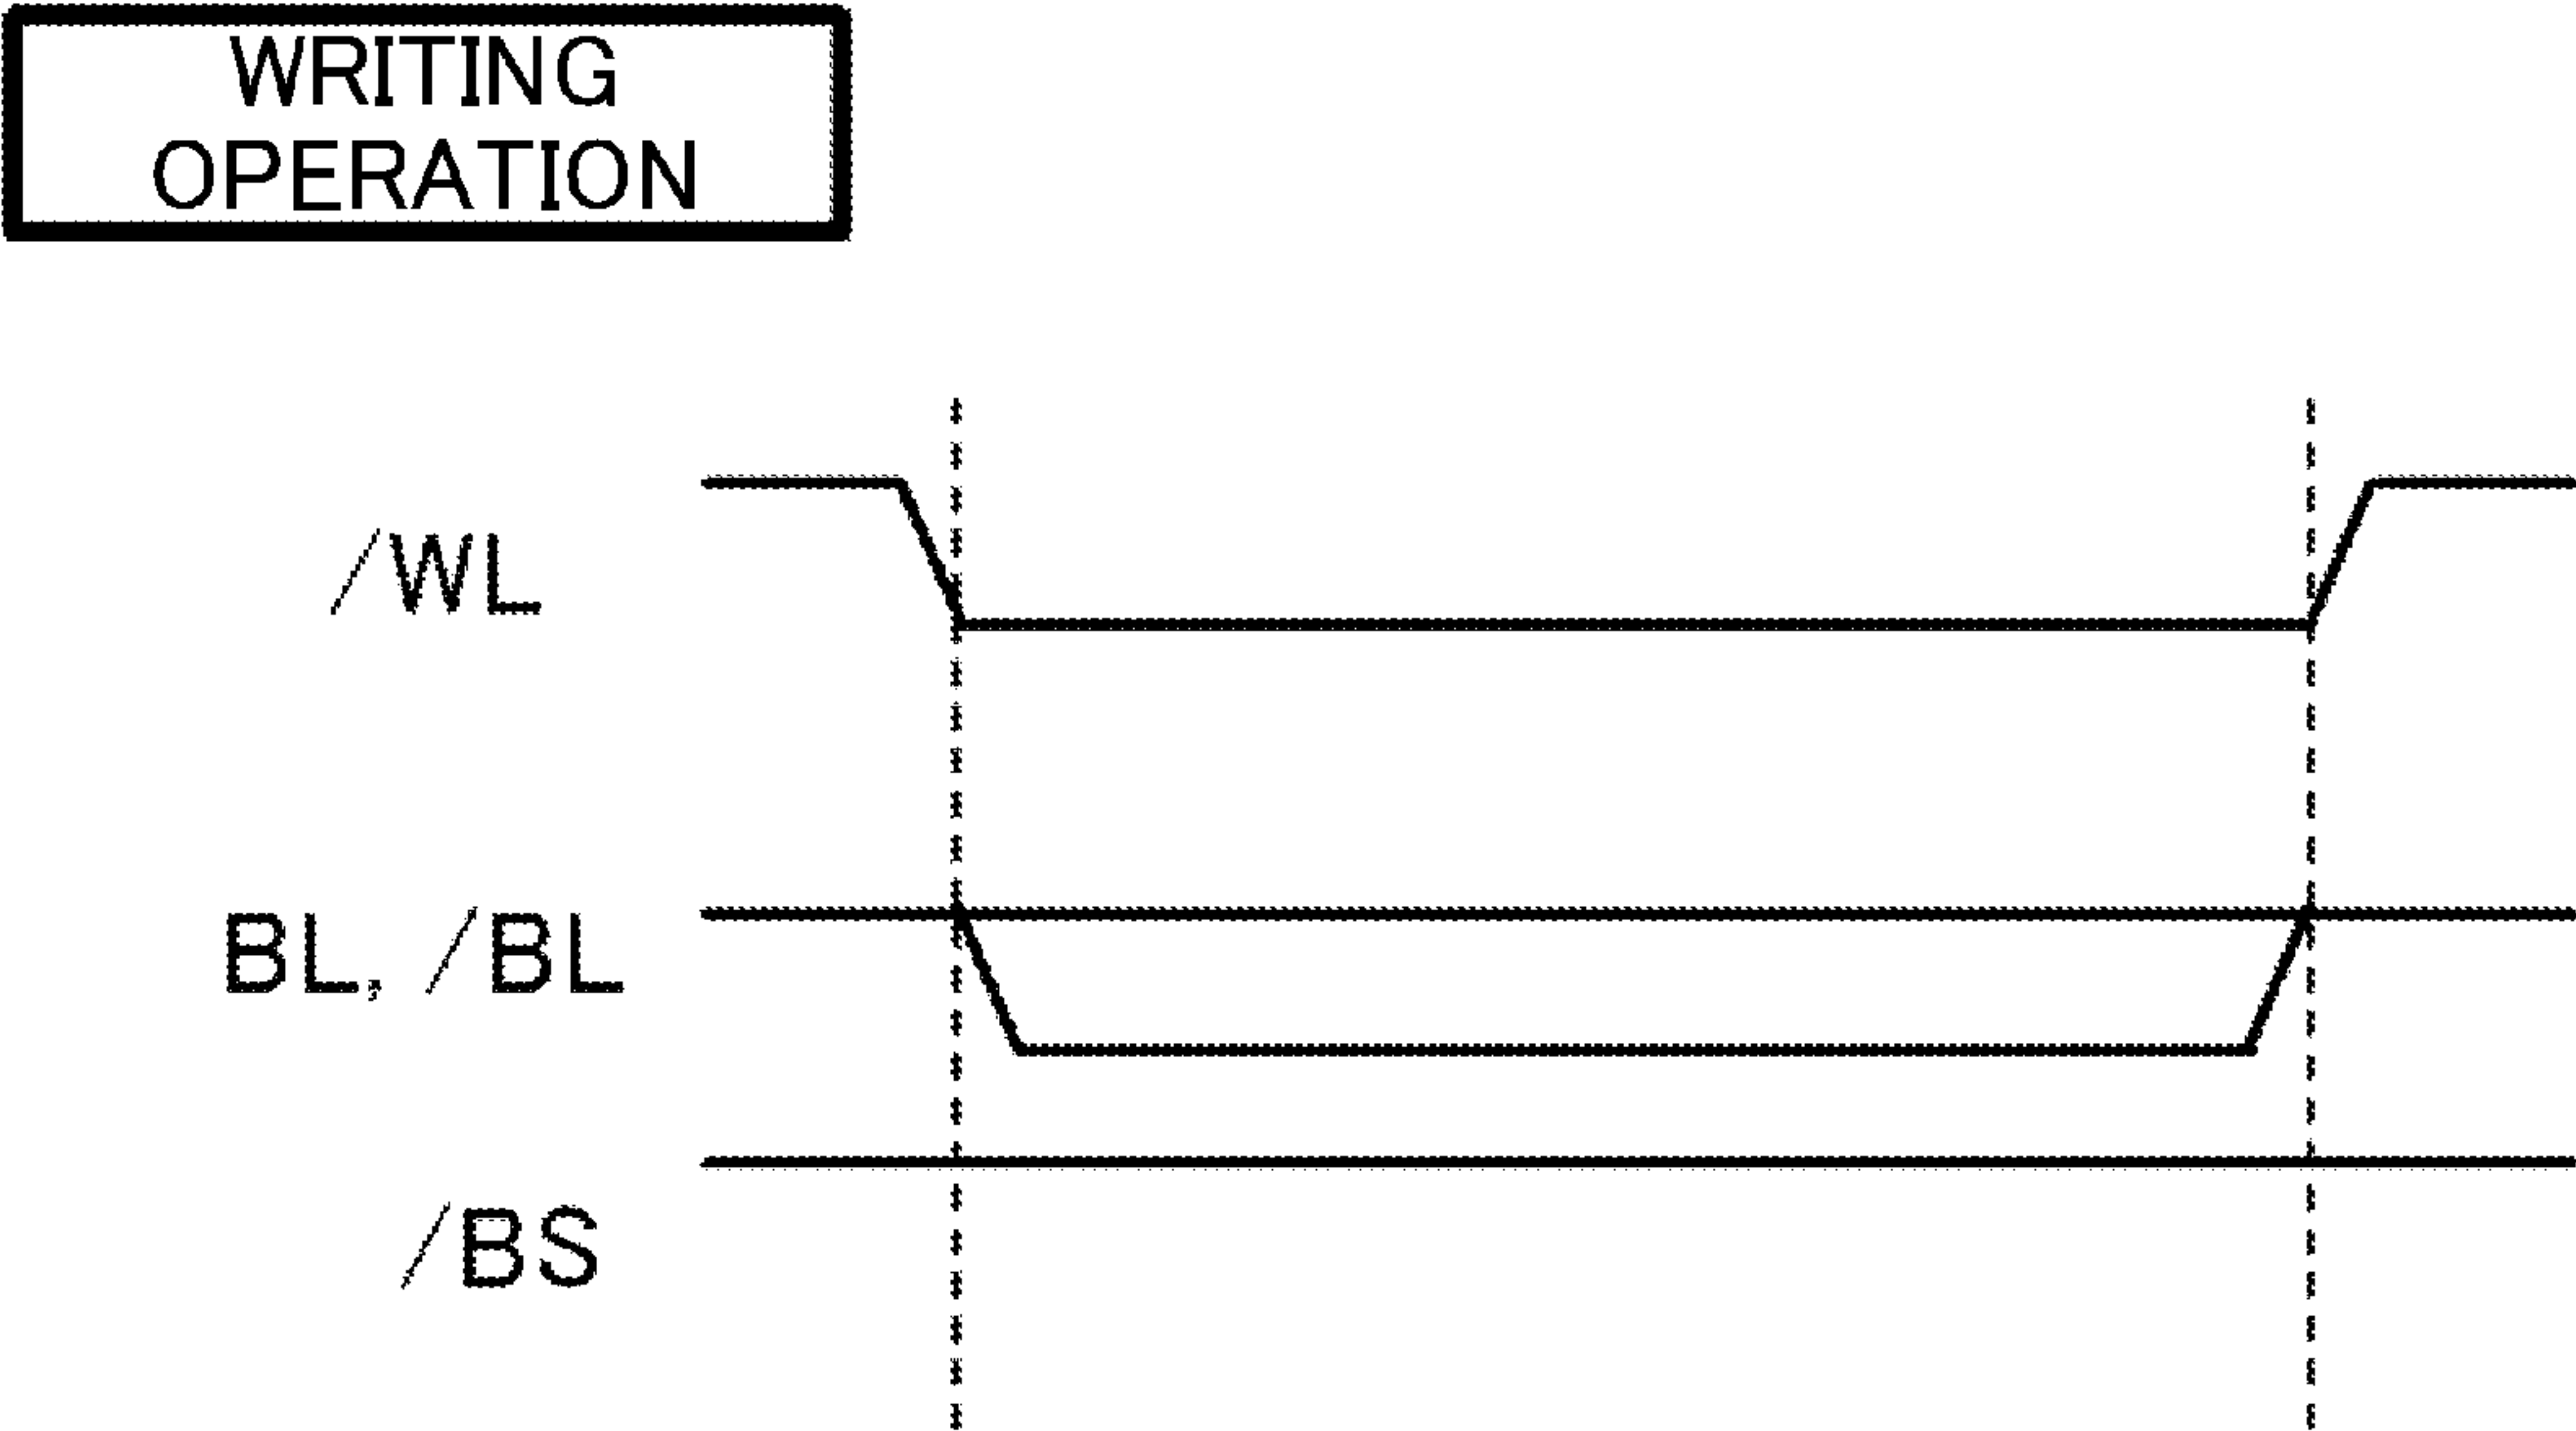 WRITING
OPERATION
/WL
BL, /BL
/BS